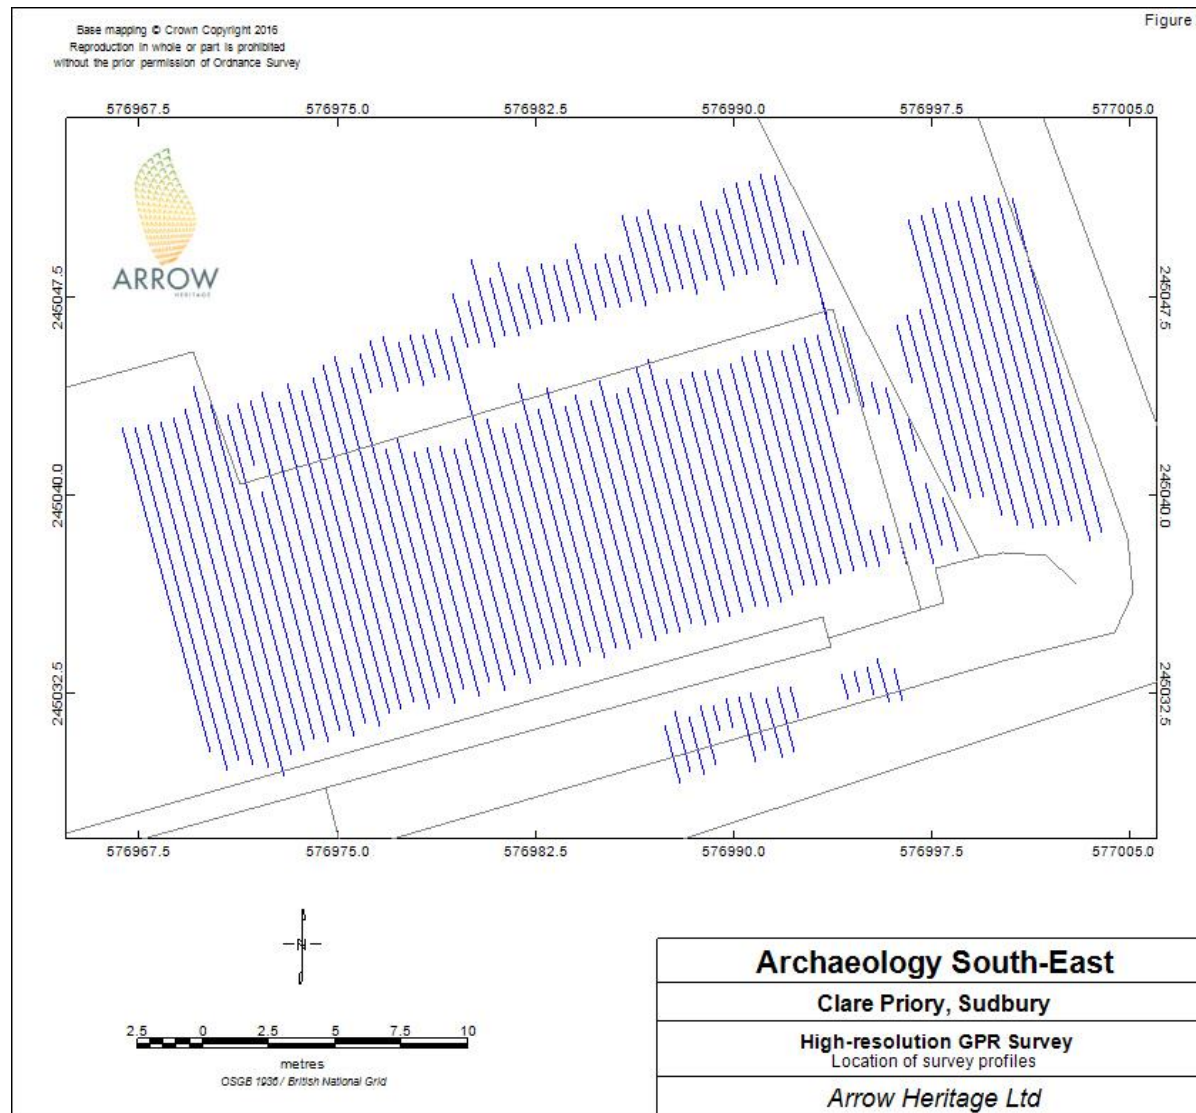 Figure
Base mapping © Crown Copyright 2016
Reproduction in whole or part is prohibited
without the prior permission of Ordnance Survey
576967.5 576975.0 576982.5 576990.0 576997.5 577005.0
ARROW
HERITAGE
245047.5 245047.5
245040.0 245040.0
245032.5 245032.5
576967.5 576975.0 576982.5 576990.0 576997.5 577005.0
N
2.5 0 2.5 5 7.5 10
metres
OSGB 1936 / British National Grid
Archaeology South-East
Clare Priory, Sudbury
High-resolution GPR Survey
Location of survey profiles
Arrow Heritage Ltd